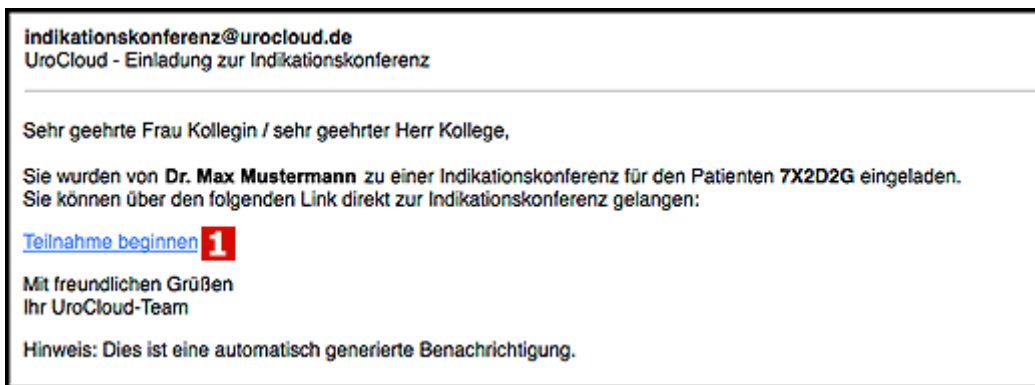 indikationskonferenz@urocloud.de
UroCloud - Einladung zur Indikationskonferenz
Sehr geehrte Frau Kollegin / sehr geehrter Herr Kollege,
Sie wurden von Dr. Max Mustermann zu einer Indikationskonferenz für den Patienten 7X2D2G eingeladen.
Sie können über den folgenden Link direkt zur Indikationskonferenz gelangen:
Teilnahme beginnen 1
Mit freundlichen Grüßen
Ihr UroCloud-Team
Hinweis: Dies ist eine automatisch generierte Benachrichtigung.